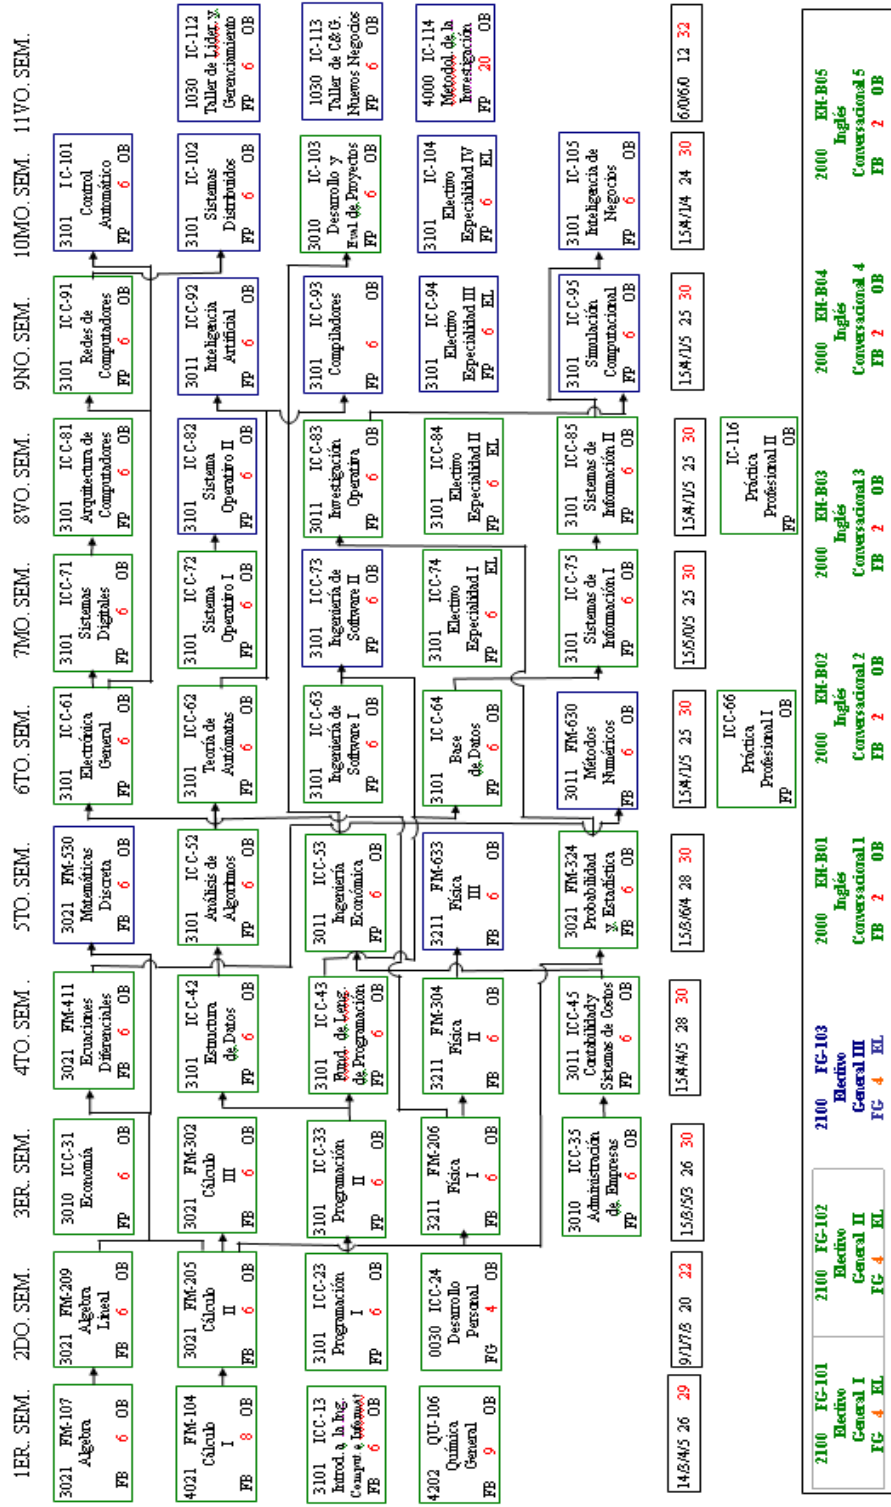 1ER. SEM.
3021 FM-107
Algebra
FB 6 OB
4021 FM-104
Cálculo
I
FB 8 OB
3101 ICC-13
Introd. a la Ing.
Comput. e Informát
FB 6 OB
4202 QU-106
Química
General
FB 9 OB
14/3/4/5 26 29
2DO. SEM.
3021 FM-209
Algebra
Lineal
FB 6 OB
3021 FM-205
Cálculo
II
FB 6 OB
3101 ICC-23
Programación
I
FP 6 OB
0030 ICC-24
Desarrollo
Personal
FG 4 OB
9/1/7/3 20 22
3ER. SEM.
3010 ICC-31
Economía
FP 6 OB
3021 FM-302
Cálculo
III
FB 6 OB
3101 ICC-33
Programación
II
FP 6 OB
3211 FM-206
Física
I
FB 6 OB
3010 ICC-35
Administración
de Empresas
FP 6 OB
15/3/5/3 26 30
4TO. SEM.
3021 FM-411
Ecuaciones
Diferenciales
FB 6 OB
3101 ICC-42
Estructura
de Datos
FP 6 OB
3101 ICC-43
Fund. de Leng.
de Programación
FP 6 OB
3211 FM-304
Física
II
FB 6 OB
3011 ICC-45
Contabilidad y
Sistemas de Costos
FP 6 OB
15/4/4/5 28 30
5TO. SEM.
3021 FM-530
Matemáticas
Discreta
FB 6 OB
3101 ICC-52
Análisis de
Algoritmos
FP 6 OB
3011 ICC-53
Ingeniería
Económica
FP 6 OB
3211 FM-633
Física
III
FB 6 OB
3021 FM-324
Probabilidad
y Estadística
FB 6 OB
15/3/6/4 28 30
6TO. SEM.
3101 ICC-61
Electrónica
General
FP 6 OB
3101 ICC-62
Teoría de
Autómatas
FP 6 OB
3101 ICC-63
Ingeniería de
Software I
FP 6 OB
3101 ICC-64
Base
de Datos
FP 6 OB
3011 FM-630
Métodos
Numéricos
FB 6 OB
15/4/1/5 25 30
ICC-66
Práctica
Profesional I
FP OB
7MO. SEM.
3101 ICC-71
Sistemas
Digitales
FP 6 OB
3101 ICC-72
Sistema
Operativo I
FP 6 OB
3101 ICC-73
Ingeniería de
Software II
FP 6 OB
3101 ICC-74
Electivo
Especialidad I
FP 6 EL
3101 ICC-75
Sistemas de
Información I
FP 6 OB
15/5/0/5 25 30
8VO. SEM.
3101 ICC-81
Arquitectura de
Computadores
FP 6 OB
3101 ICC-82
Sistema
Operativo II
FP 6 OB
3011 ICC-83
Investigación
Operativa
FP 6 OB
3101 ICC-84
Electivo
Especialidad II
FP 6 EL
3101 ICC-85
Sistemas de
Información II
FP 6 OB
15/4/1/5 25 30
IC-116
Práctica
Profesional II
FP OB
9NO. SEM.
3101 ICC-91
Redes de
Computadores
FP 6 OB
3011 ICC-92
Inteligencia
Artificial
FP 6 OB
3101 ICC-93
Compiladores
FP 6 OB
3101 ICC-94
Electivo
Especialidad III
FP 6 EL
3101 ICC-95
Simulación
Computacional
FP 6 OB
15/4/1/5 25 30
10MO. SEM.
3101 IC-101
Control
Automático
FP 6 OB
3101 IC-102
Sistemas
Distribuidos
FP 6 OB
3010 IC-103
Desarrollo y
Eval de Proyectos
FP 6 OB
3101 IC-104
Electivo
Especialidad IV
FP 6 EL
3101 IC-105
Inteligencia de
Negocios
FP 6 OB
15/4/1/4 24 30
11VO. SEM.
1030 IC-112
Taller de Lider. y
Gerenciamiento
FP 6 OB
1030 IC-113
Taller de C&G.
Nuevos Negocios
FP 6 OB
4000 IC-114
Metodol. de la
Investigación
FP 20 OB
6/0/6/0 12 32
2100 FG-101
Electivo
General I
FG 4 EL
2100 FG-102
Electivo
General II
FG 4 EL
2100 FG-103
Electivo
General III
FG 4 EL
2000 EH-B01
Inglés
Conversacional 1
FB 2 OB
2000 EH-B02
Inglés
Conversacional 2
FB 2 OB
2000 EH-B03
Inglés
Conversacional 3
FB 2 OB
2000 EH-B04
Inglés
Conversacional 4
FB 2 OB
2000 EH-B05
Inglés
Conversacional 5
FB 2 OB